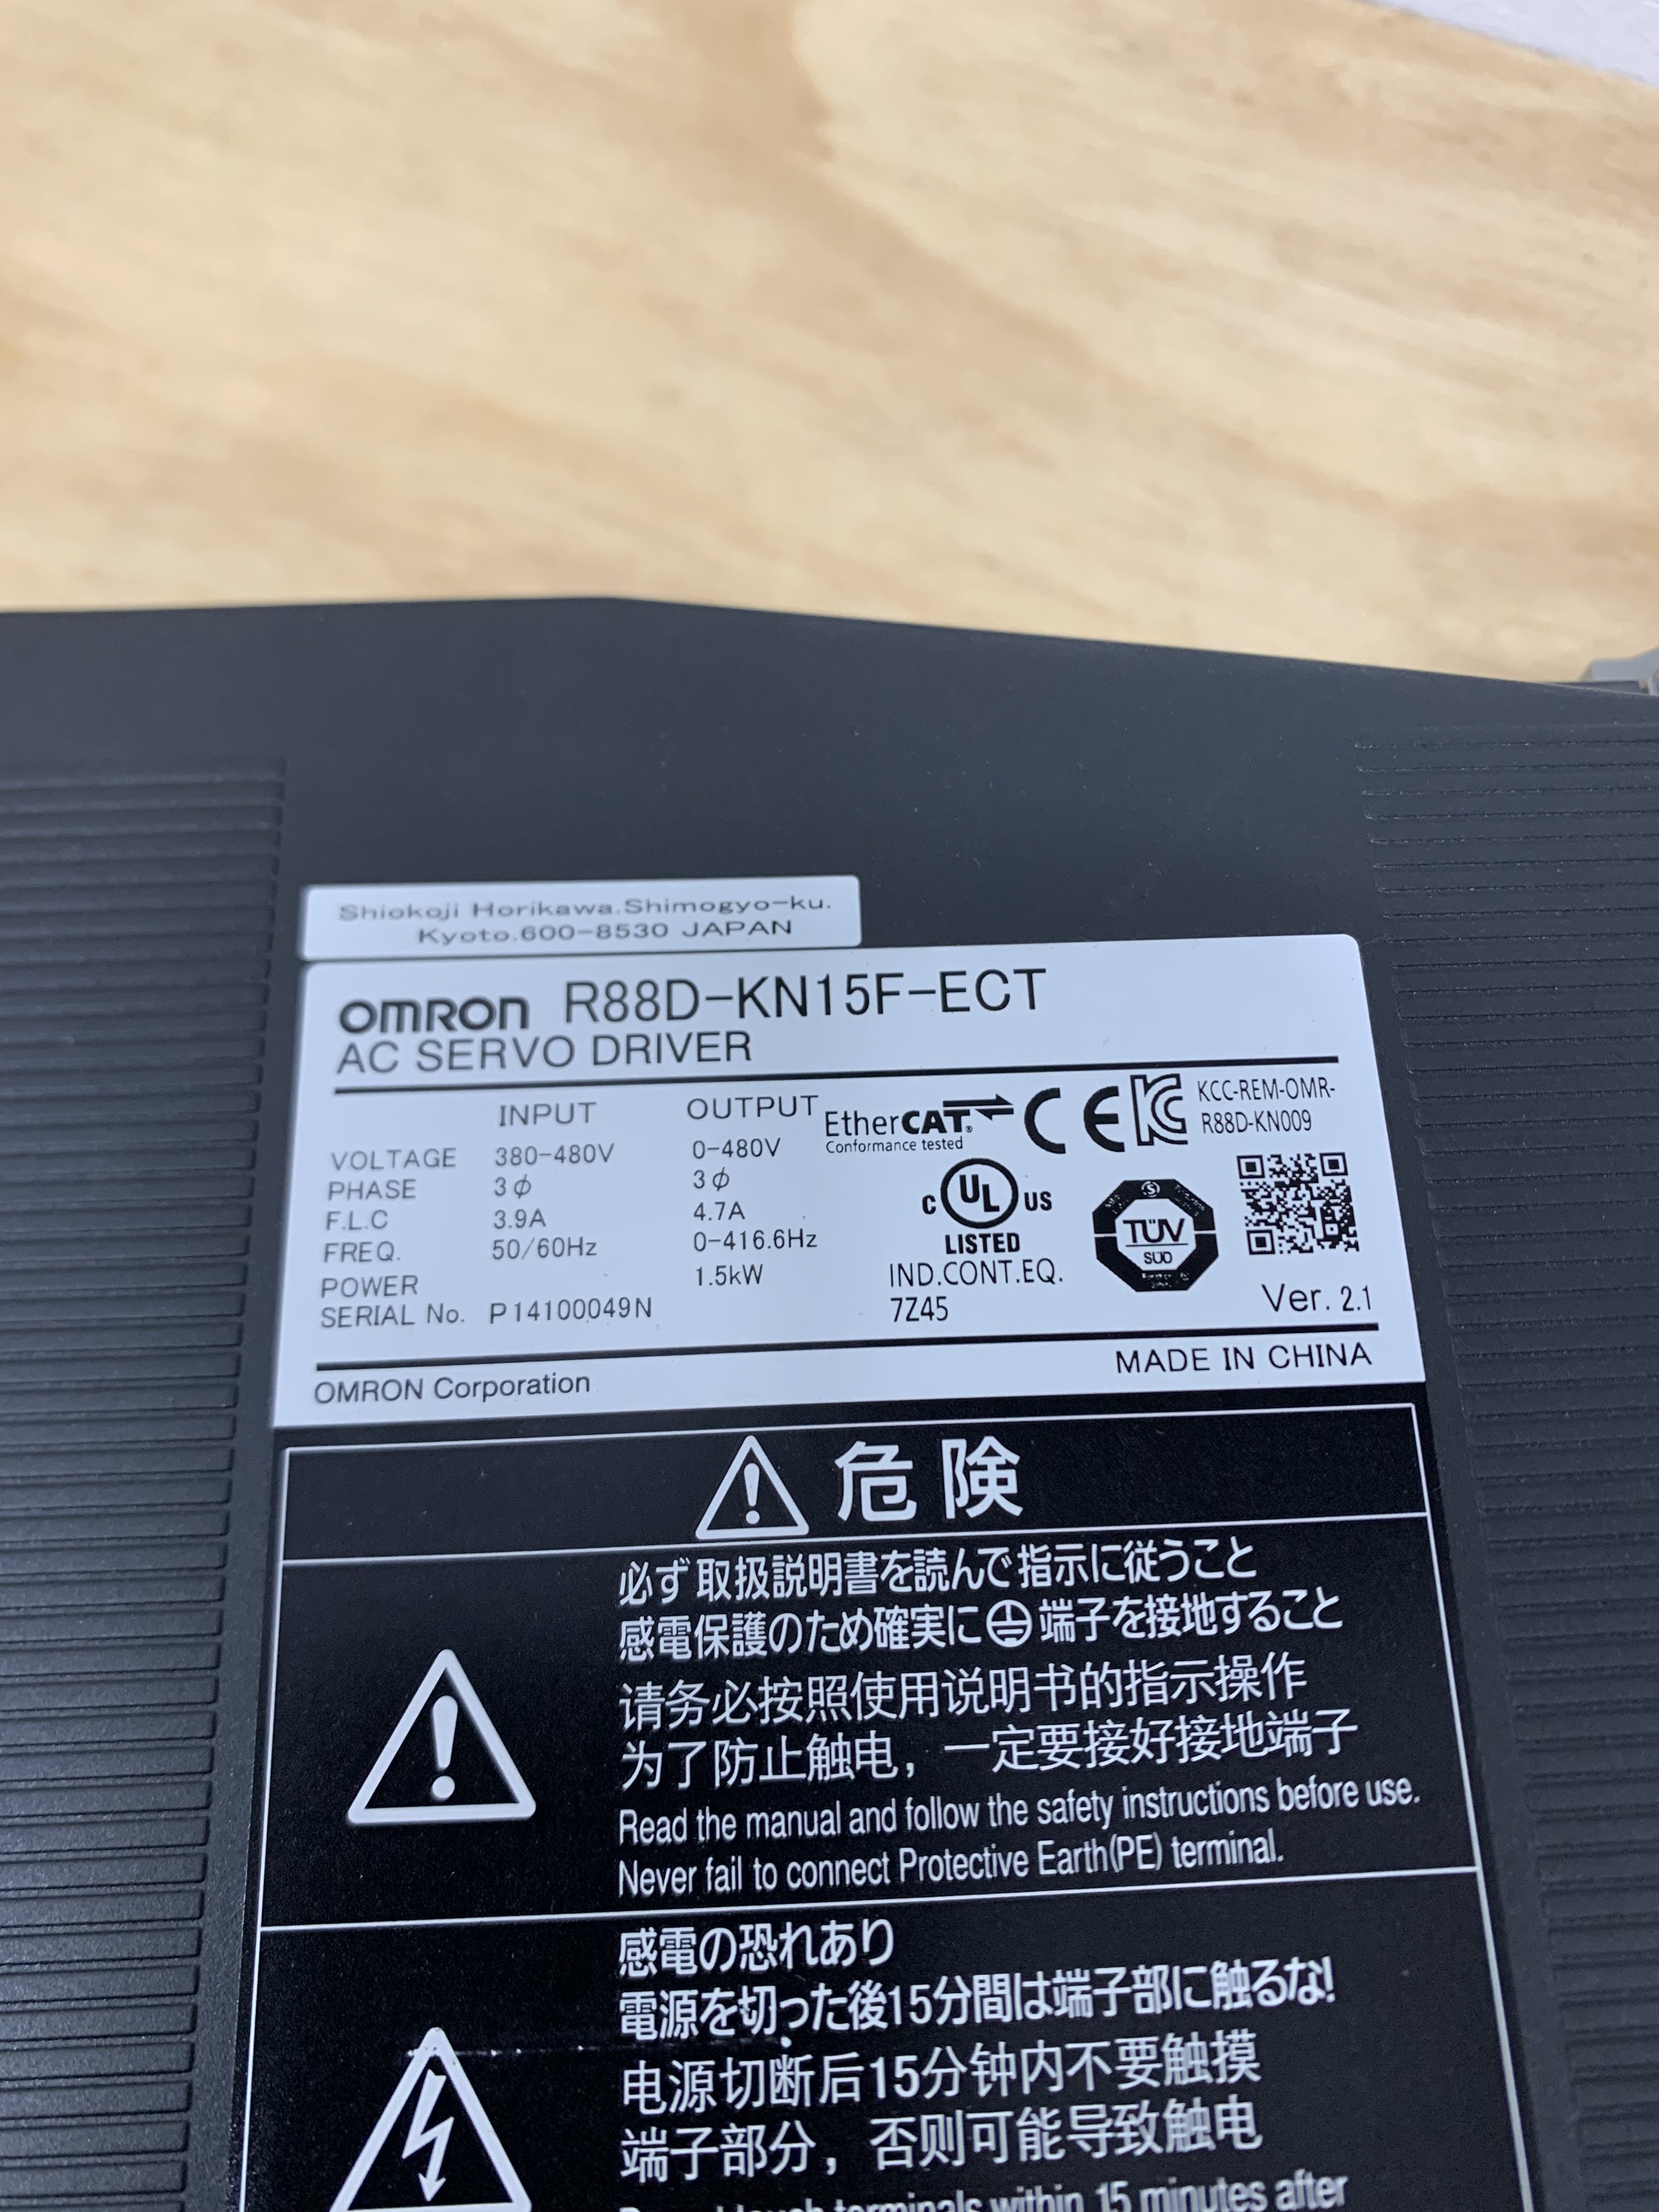 Shiokoji Horikawa.Shimogyo-ku.
Kyoto.600-8530 JAPAN
OMRON R88D-KN15F-ECT
AC SERVO DRIVER
INPUT OUTPUT
VOLTAGE 380-480V 0-480V
PHASE 3φ 3φ
F.L.C 3.9A 4.7A
FREQ. 50/60Hz 0-416.6Hz
POWER 1.5kW
SERIAL No. P14100049N
EtherCAT®
Conformance tested
CE
KCC-REM-OMR-
R88D-KN009
C UL US
LISTED
IND.CONT.EQ.
7Z45
TÜV
SÜD
Ver. 2.1
OMRON Corporation
MADE IN CHINA
危険
必ず取扱説明書を読んで指示に従うこと
感電保護のため確実に端子を接地すること
请务必按照使用说明书的指示操作
为了防止触电，一定要接好接地端子
Read the manual and follow the safety instructions before use.
Never fail to connect Protective Earth(PE) terminal.
感電の恐れあり
電源を切った後15分間は端子部に触るな!
电源切断后15分钟内不要触摸
端子部分，否则可能导致触电
terminals within 15 minutes after